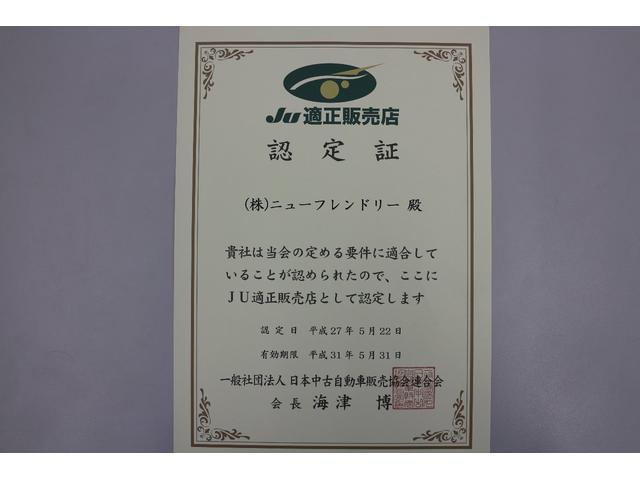 JU適正販売店
認定証
(株)ニューフレンドリー 殿
貴社は当会の定める要件に適合して
いることが認められたので、ここに
JU適正販売店として認定します
認定日 平成27年5月22日
有効期限 平成31年5月31日
一般社団法人 日本中古自動車販売協会連合会
会長 海津 博